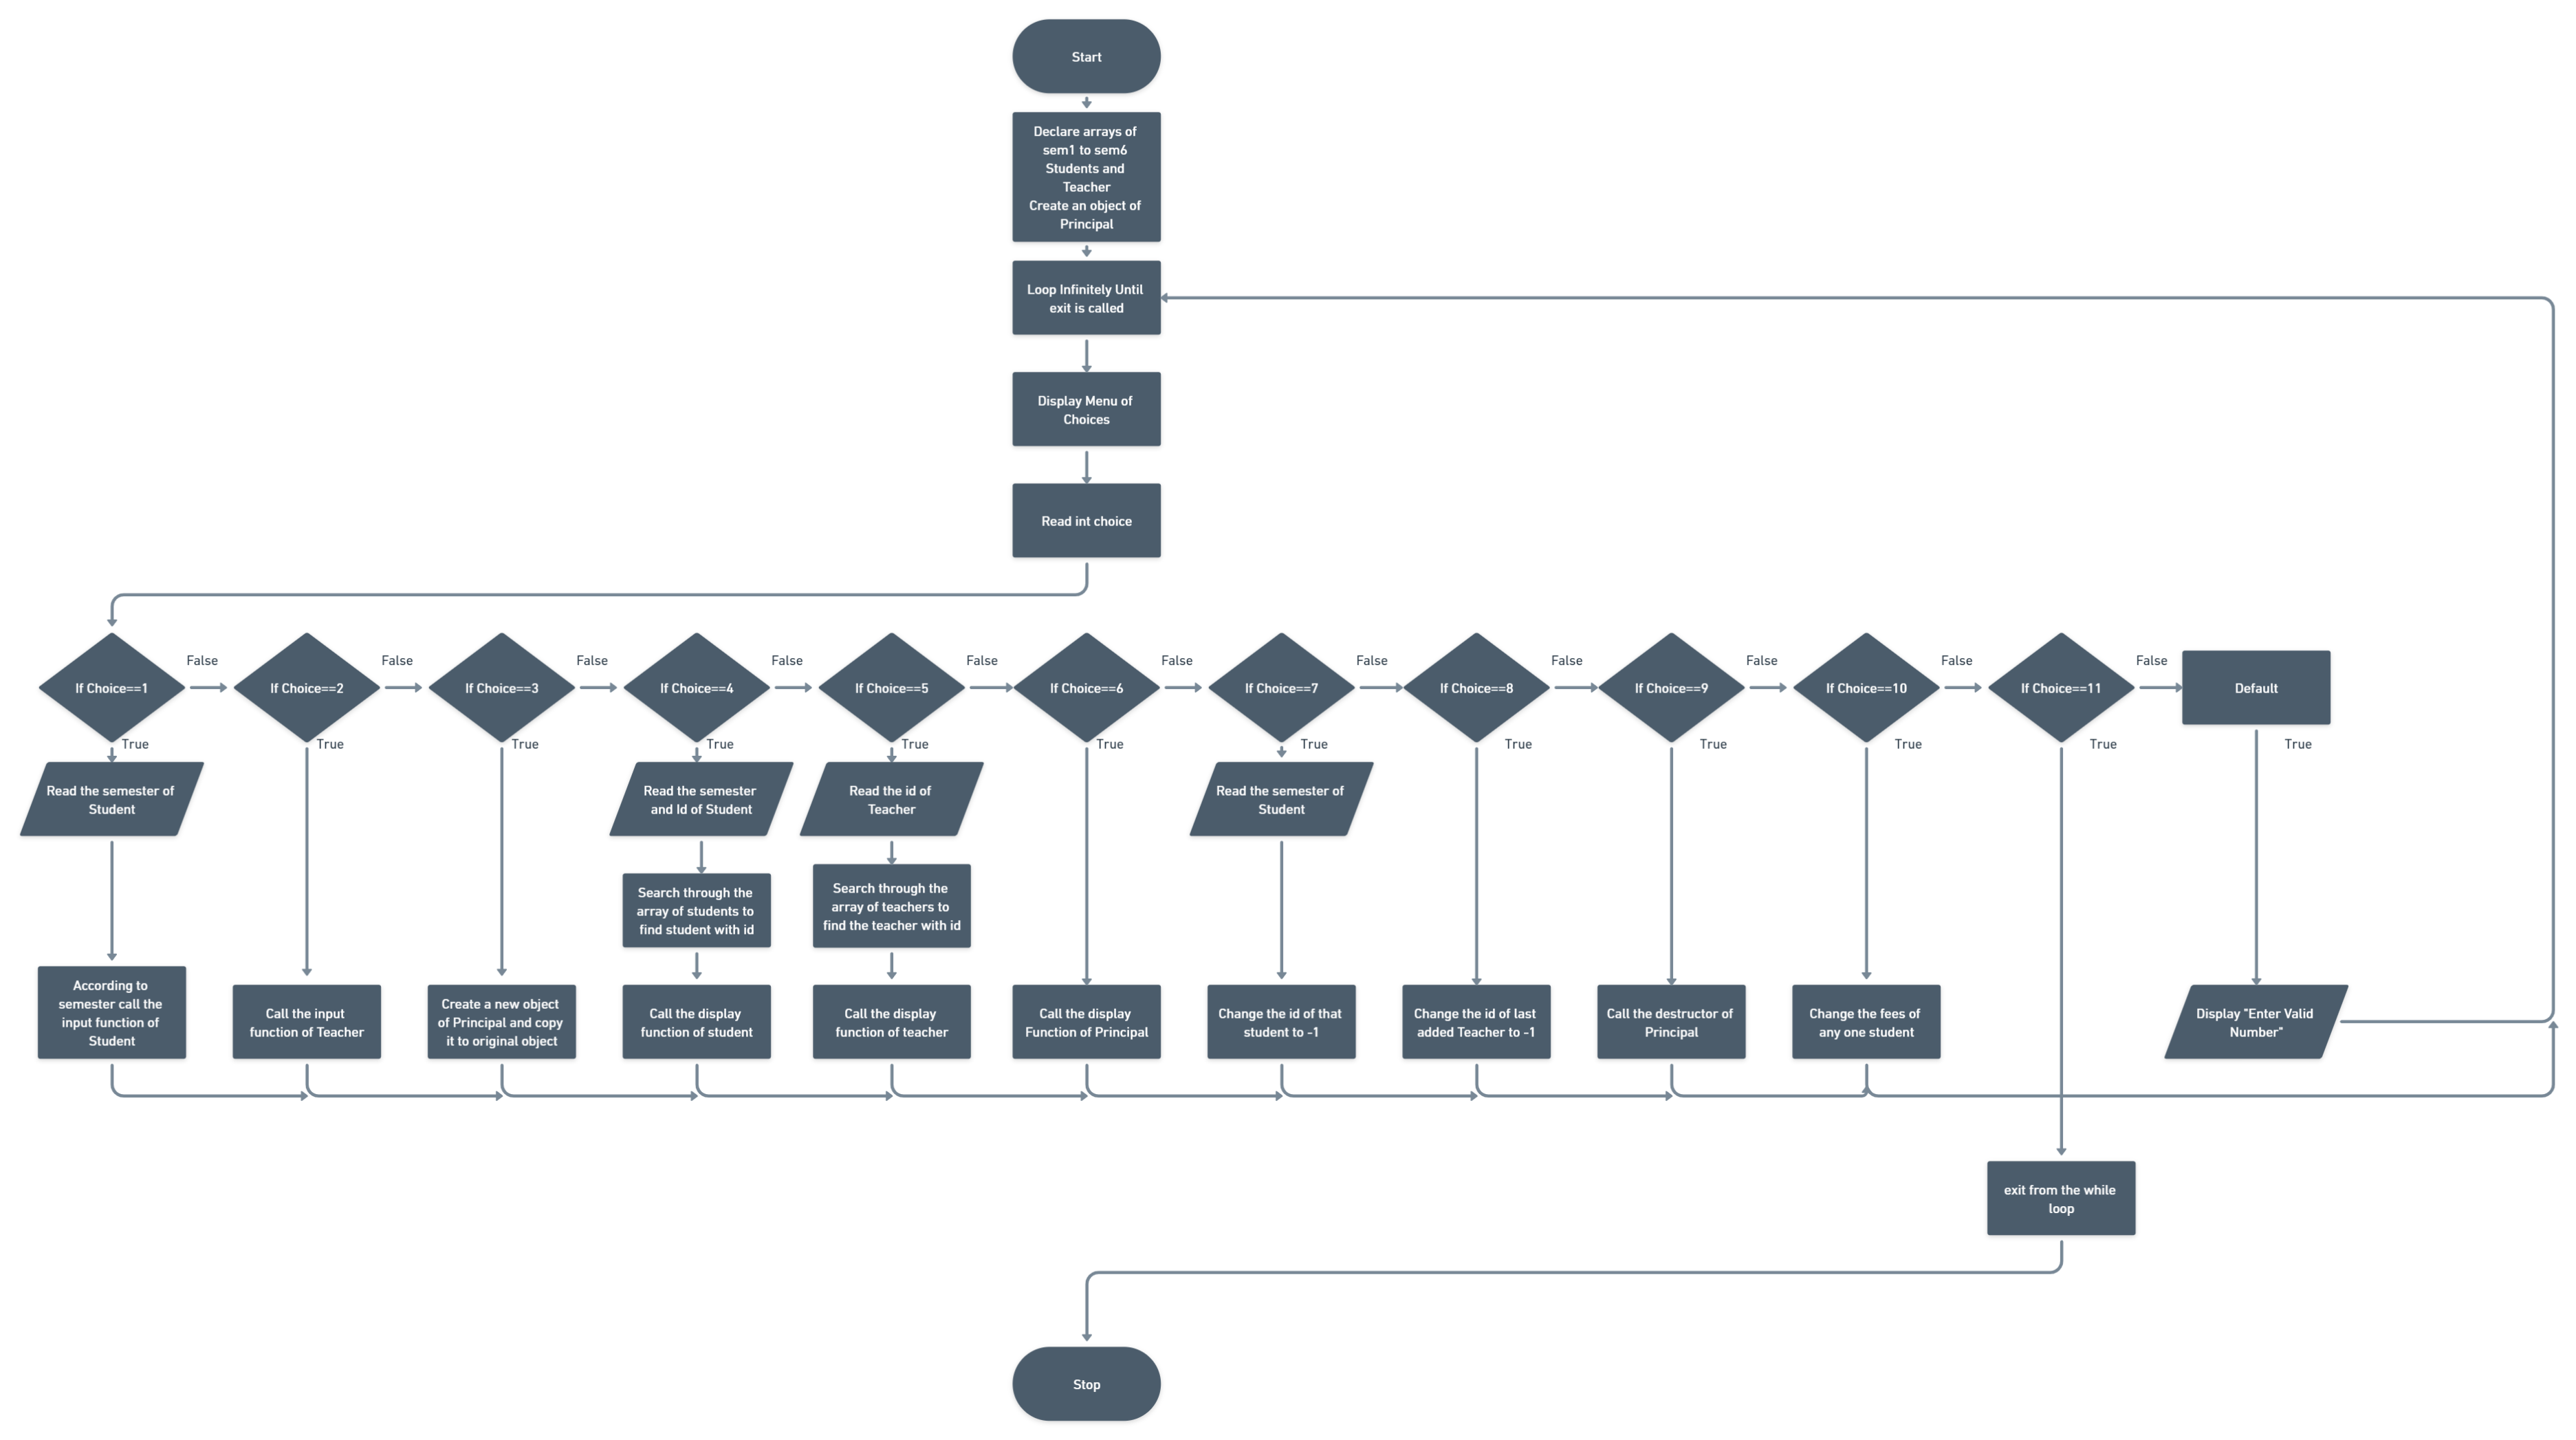 Start
Declare arrays of
sem1 to sem6
Students and
Teacher
Create an object of
Principal
Loop Infinitely Until
exit is called
Display Menu of
Choices
Read int choice
If Choice==1
False
If Choice==2
False
If Choice==3
False
If Choice==4
False
If Choice==5
False
If Choice==6
False
If Choice==7
False
If Choice==8
False
If Choice==9
False
If Choice==10
False
If Choice==11
False
Default
True
True
True
True
True
True
True
True
True
True
True
True
Read the semester of
Student
Read the semester
and Id of Student
Read the id of
Teacher
Read the semester of
Student
Search through the
array of students to
find student with id
Search through the
array of teachers to
find the teacher with id
According to
semester call the
input function of
Student
Call the input
function of Teacher
Create a new object
of Principal and copy
it to original object
Call the display
function of student
Call the display
function of teacher
Call the display
Function of Principal
Change the id of that
student to -1
Change the id of last
added Teacher to -1
Call the destructor of
Principal
Change the fees of
any one student
Display "Enter Valid
Number"
exit from the while
loop
Stop